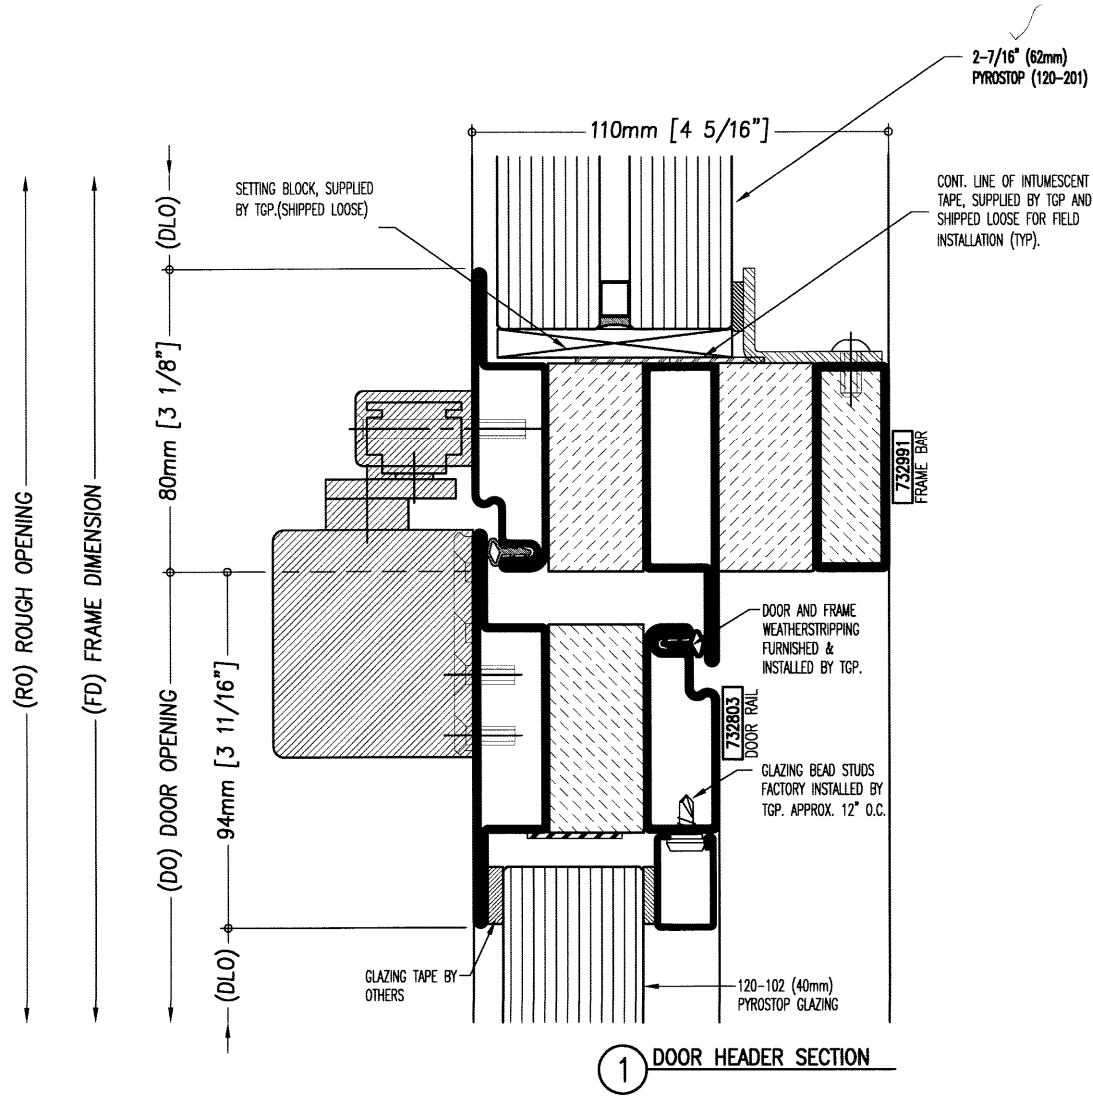 2-7/16" (62mm)
PYROSTOP (120-201)
110mm [4 5/16"]
SETTING BLOCK, SUPPLIED
BY TGP.(SHIPPED LOOSE)
CONT. LINE OF INTUMESCENT
TAPE, SUPPLIED BY TGP AND
SHIPPED LOOSE FOR FIELD
INSTALLATION (TYP).
(DLO)
80mm [3 1/8"]
(RO) ROUGH OPENING
(FD) FRAME DIMENSION
(DO) DOOR OPENING
94mm [3 11/16"]
(DLO)
732991
FRAME BAR
DOOR AND FRAME
WEATHERSTRIPPING
FURNISHED &
INSTALLED BY TGP.
732803
DOOR RAIL
GLAZING BEAD STUDS
FACTORY INSTALLED BY
TGP. APPROX. 12" O.C.
GLAZING TAPE BY
OTHERS
120-102 (40mm)
PYROSTOP GLAZING
1 DOOR HEADER SECTION